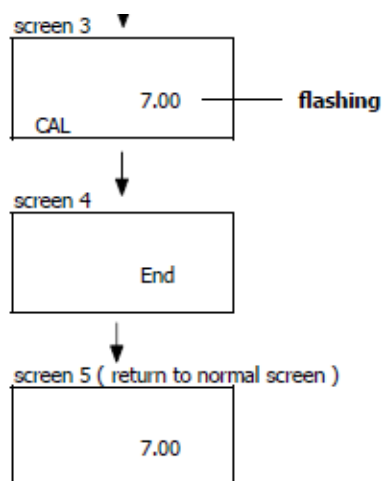 screen 3
7.00 flashing
CAL
screen 4
End
screen 5 ( return to normal screen )
7.00